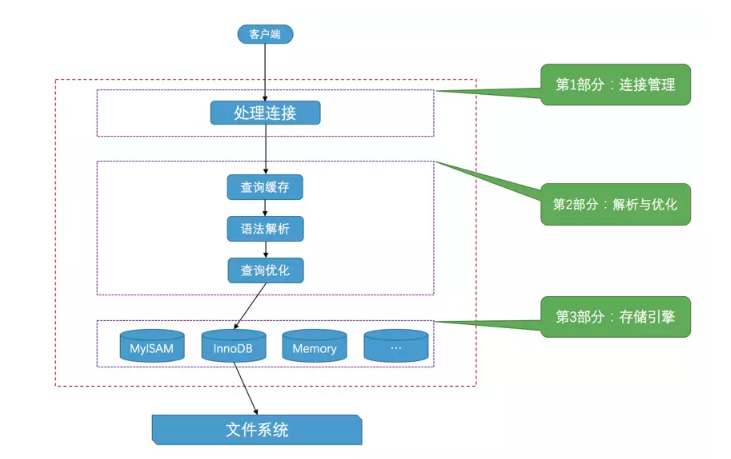 客户端
第1部分：连接管理
处理连接
查询缓存
第2部分：解析与优化
语法解析
查询优化
第3部分：存储引擎
MyISAM
InnoDB
Memory
…
文件系统